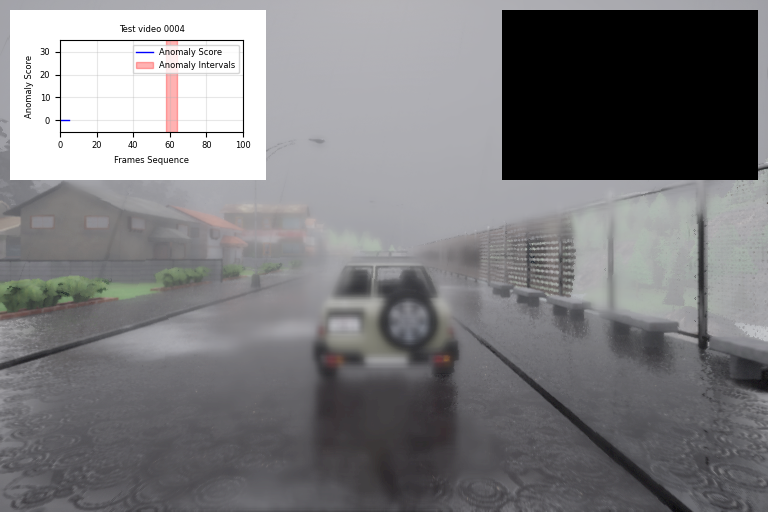 Test video 0004
Anomaly Score
30
20
10
0
Anomaly Score
Anomaly Intervals
0 20 40 60 80 100
Frames Sequence